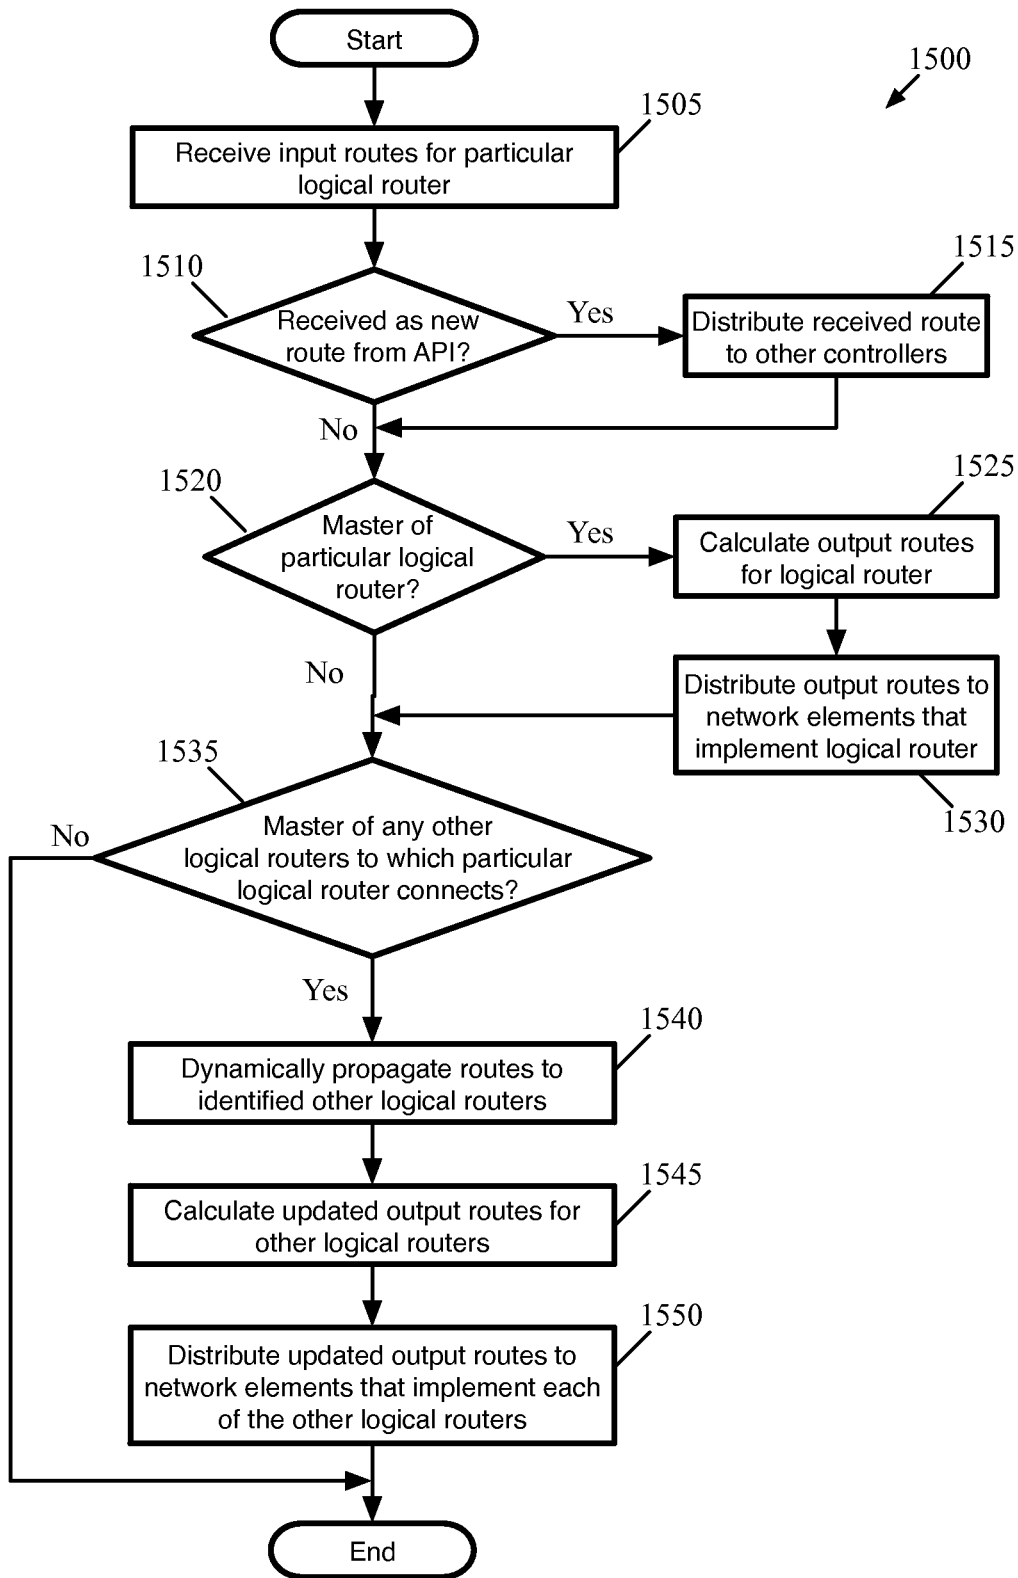 Start
1500
1505
Receive input routes for particular
logical router
1510
Received as new
route from API?
Yes
1515
Distribute received route
to other controllers
No
1520
Master of
particular logical
router?
Yes
1525
Calculate output routes
for logical router
No
Distribute output routes to
network elements that
implement logical router
1530
1535
No
Master of any other
logical routers to which particular
logical router connects?
Yes
1540
Dynamically propagate routes to
identified other logical routers
1545
Calculate updated output routes for
other logical routers
1550
Distribute updated output routes to
network elements that implement each
of the other logical routers
End